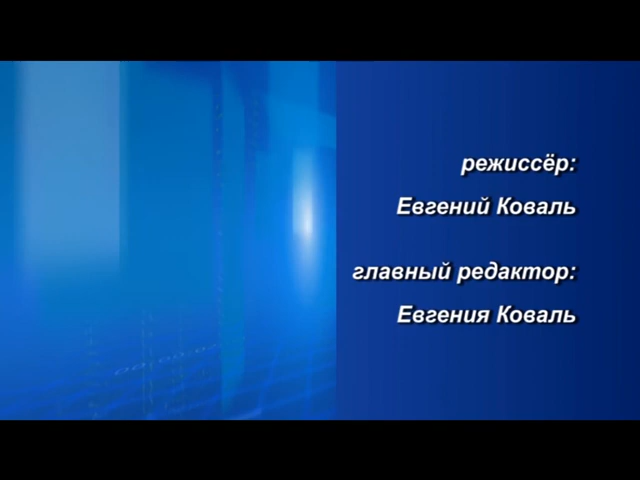 режиссёр:
Евгений Коваль
главный редактор:
Евгения Коваль